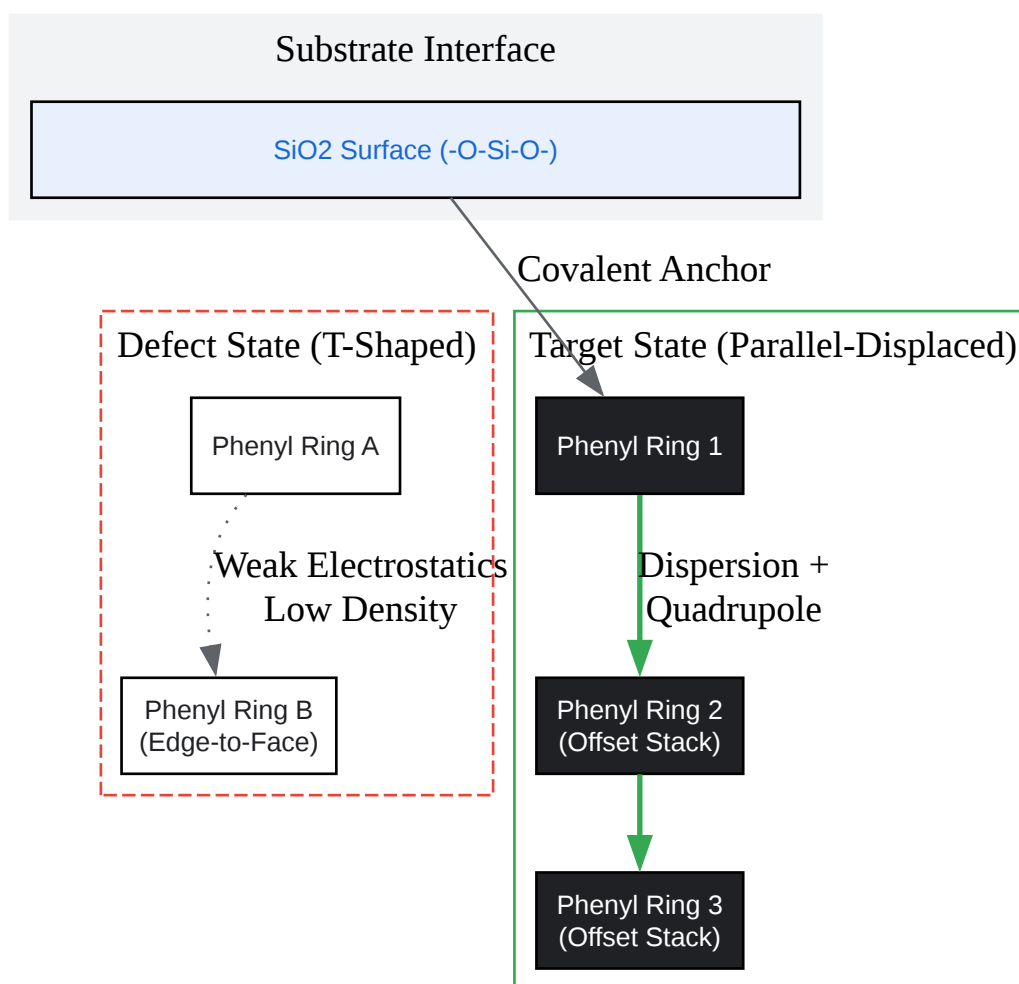 Substrate Interface
SiO2 Surface (-O-Si-O-)
Covalent Anchor
Defect State (T-Shaped)
Target State (Parallel-Displaced)
Phenyl Ring A
Phenyl Ring 1
Weak Electrostatics
Low Density
Dispersion +
Quadrupole
Phenyl Ring B
(Edge-to-Face)
Phenyl Ring 2
(Offset Stack)
Phenyl Ring 3
(Offset Stack)